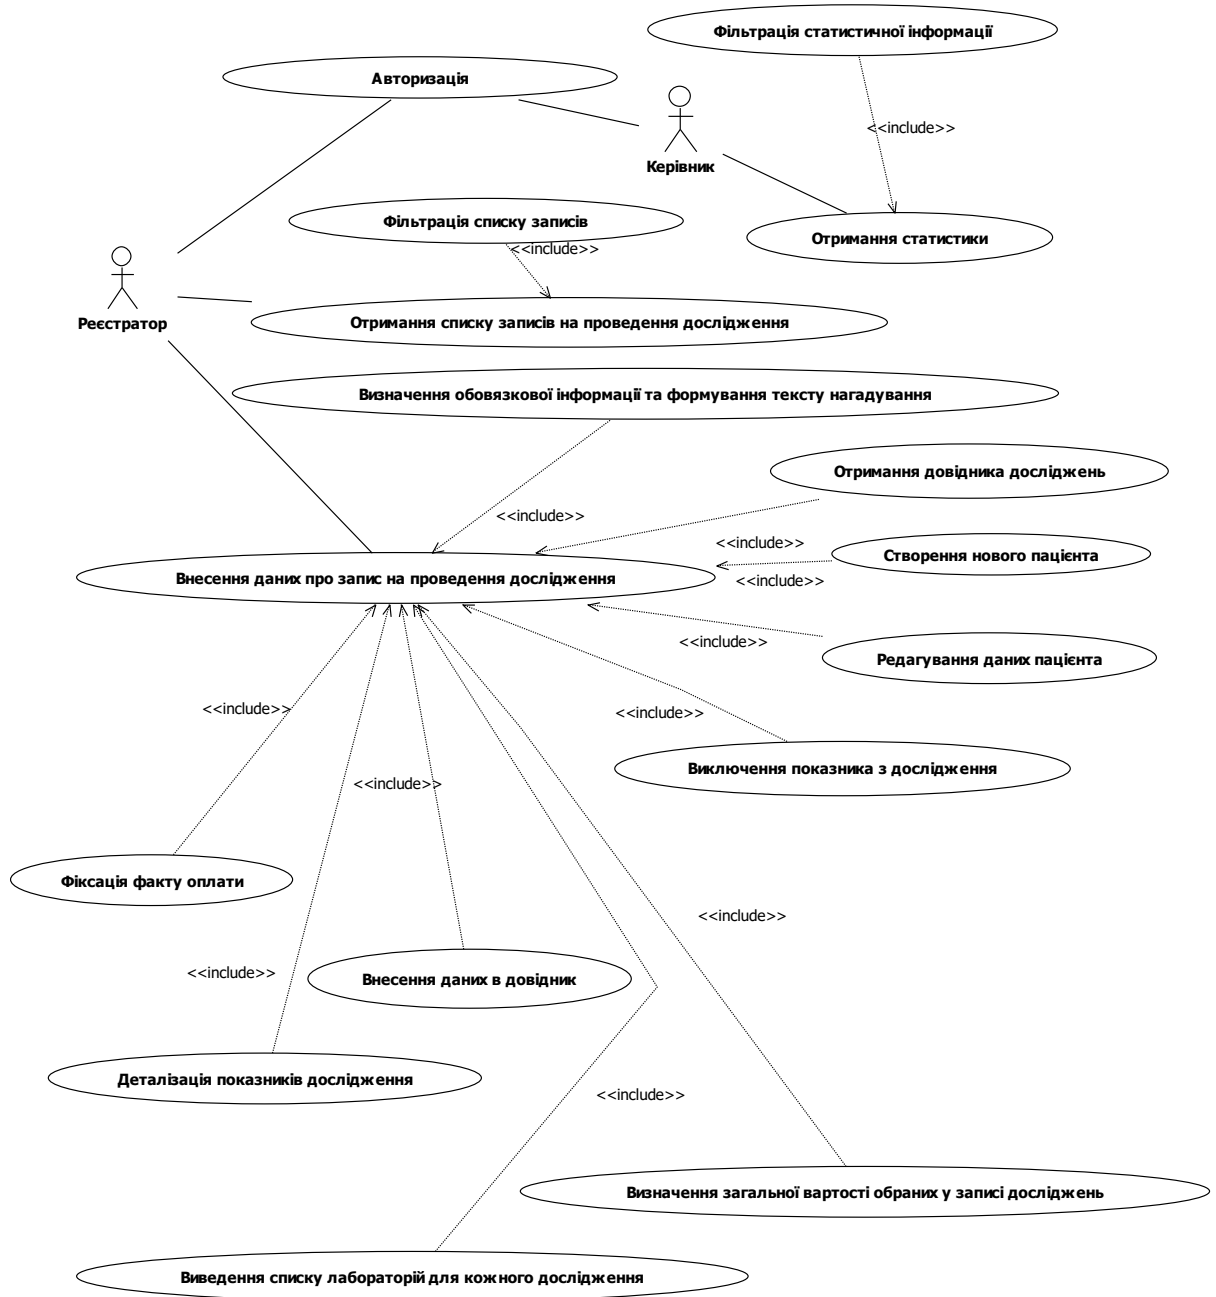 Фільтрація статистичної інформації
Авторизація
<<include>>
Керівник
Фільтрація списку записів
Отримання статистики
<<include>>
Реєстратор
Отримання списку записів на проведення дослідження
Визначення обовязкової інформації та формування тексту нагадування
Отримання довідника досліджень
<<include>>
<<include>>
Створення нового пацієнта
Внесення даних про запис на проведення дослідження
<<include>>
<<include>>
Редагування даних пацієнта
<<include>>
<<include>>
Виключення показника з дослідження
<<include>>
Фіксація факту оплати
<<include>>
<<include>>
Внесення даних в довідник
Деталізація показників дослідження
<<include>>
Визначення загальної вартості обраних у записі досліджень
Виведення списку лабораторій для кожного дослідження